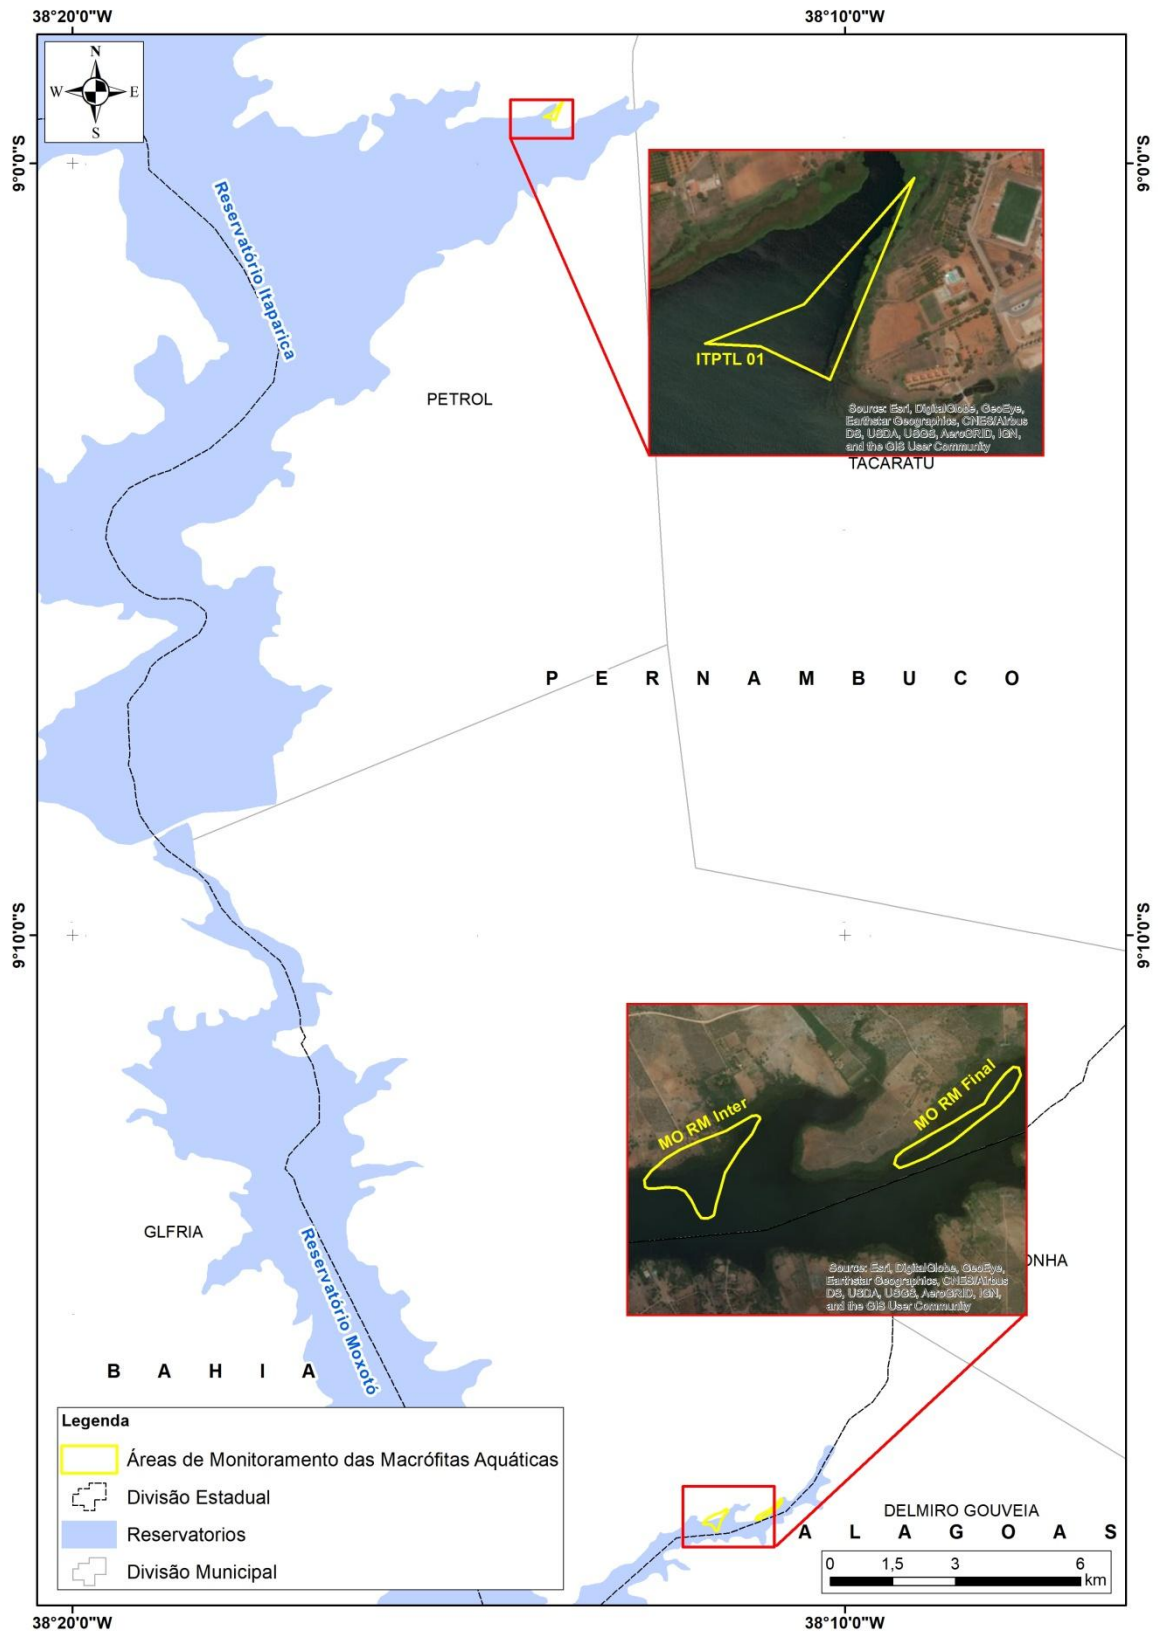 38°20'0"W 38°10'0"W
N
W E
S
9°0'0"S 9°0'0"S
Reservatório Itaparica
ITPTL 01
Source: Esri, DigitalGlobe, GeoEye,
Earthstar Geographics, CNES/Airbus
DS, USDA, USGS, AeroGRID, IGN,
and the GIS User Community
PETROL
TACARATU
PERNAMBUCO
9°10'0"S 9°10'0"S
MO RM Inter
MO RM Final
Source: Esri, DigitalGlobe, GeoEye,
Earthstar Geographics, CNES/Airbus
DS, USDA, USGS, AeroGRID, IGN,
and the GIS User Community
GLFRIA
ONHA
Reservatório Moxotó
BAHIA
Legenda
Áreas de Monitoramento das Macrófitas Aquáticas
Divisão Estadual
Reservatorios
Divisão Municipal
DELMIRO GOUVEIA
ALAGOAS
0 1,5 3 6
km
38°20'0"W 38°10'0"W